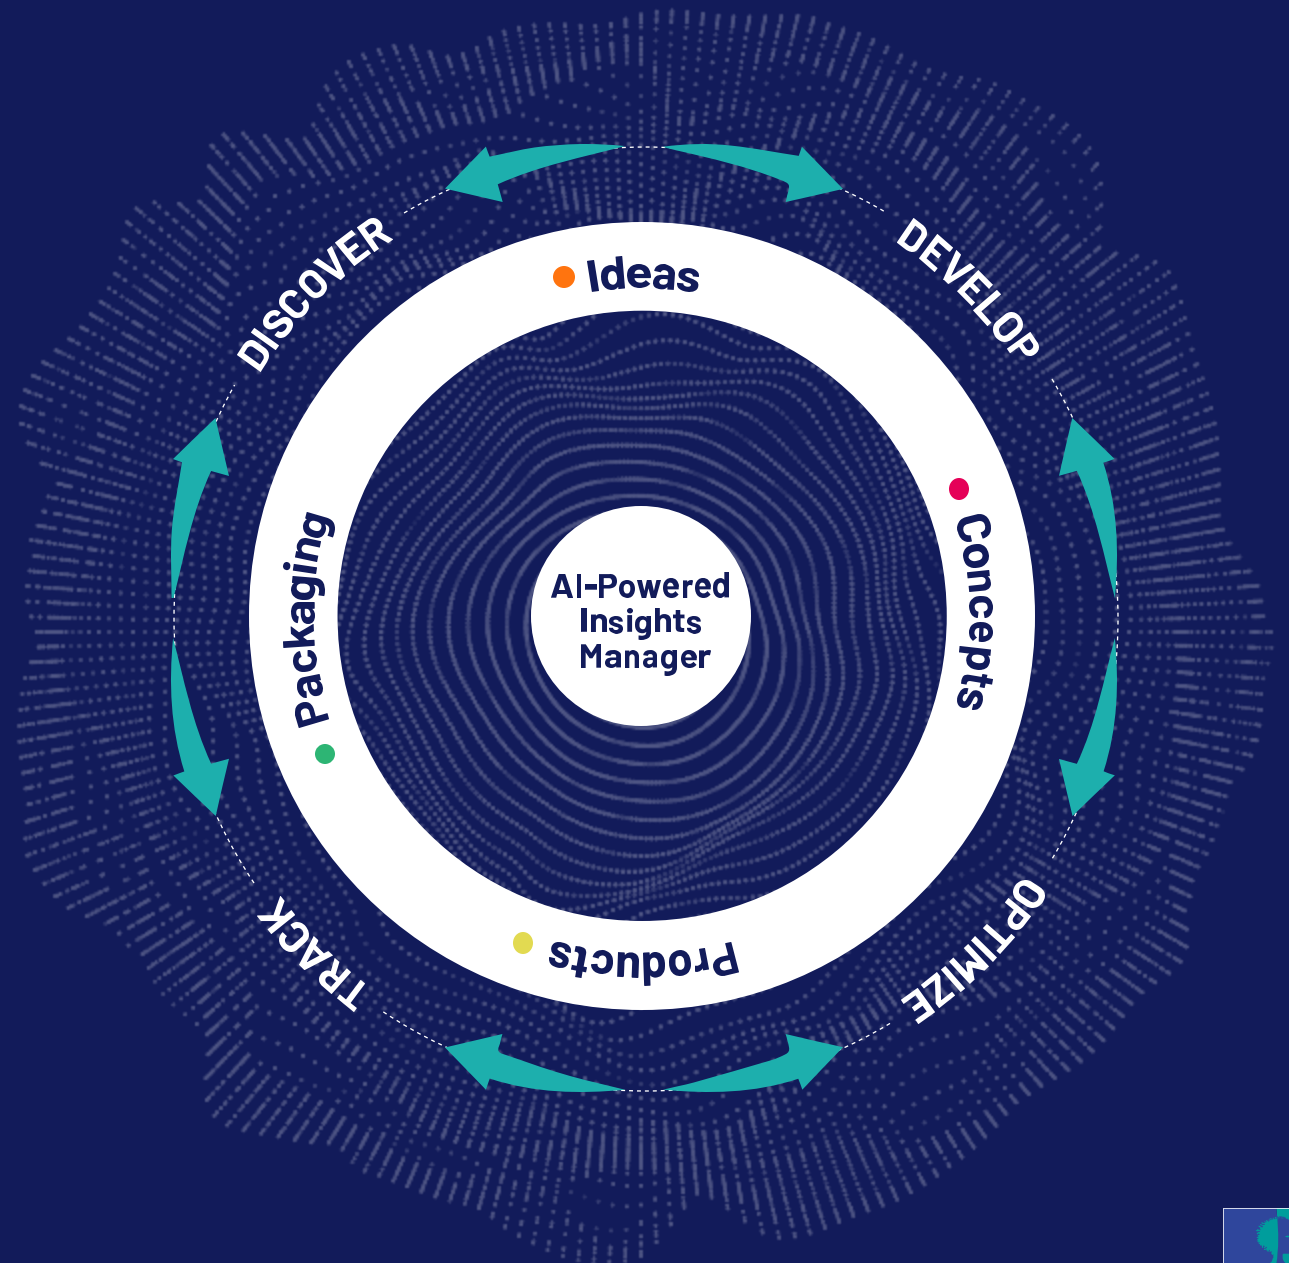 DISCOVER
DEVELOP
Ideas
Concepts
Packaging
AI-Powered
Insights
Manager
Products
TRACK
OPTIMIZE